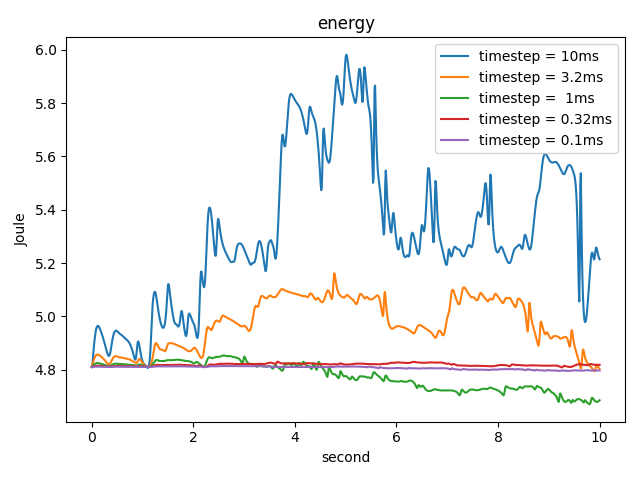 energy
6.0
5.8
5.6
5.4
5.2
5.0
4.8
Joule
timestep = 10ms
timestep = 3.2ms
timestep =  1ms
timestep = 0.32ms
timestep = 0.1ms
0
2
4
6
8
10
second